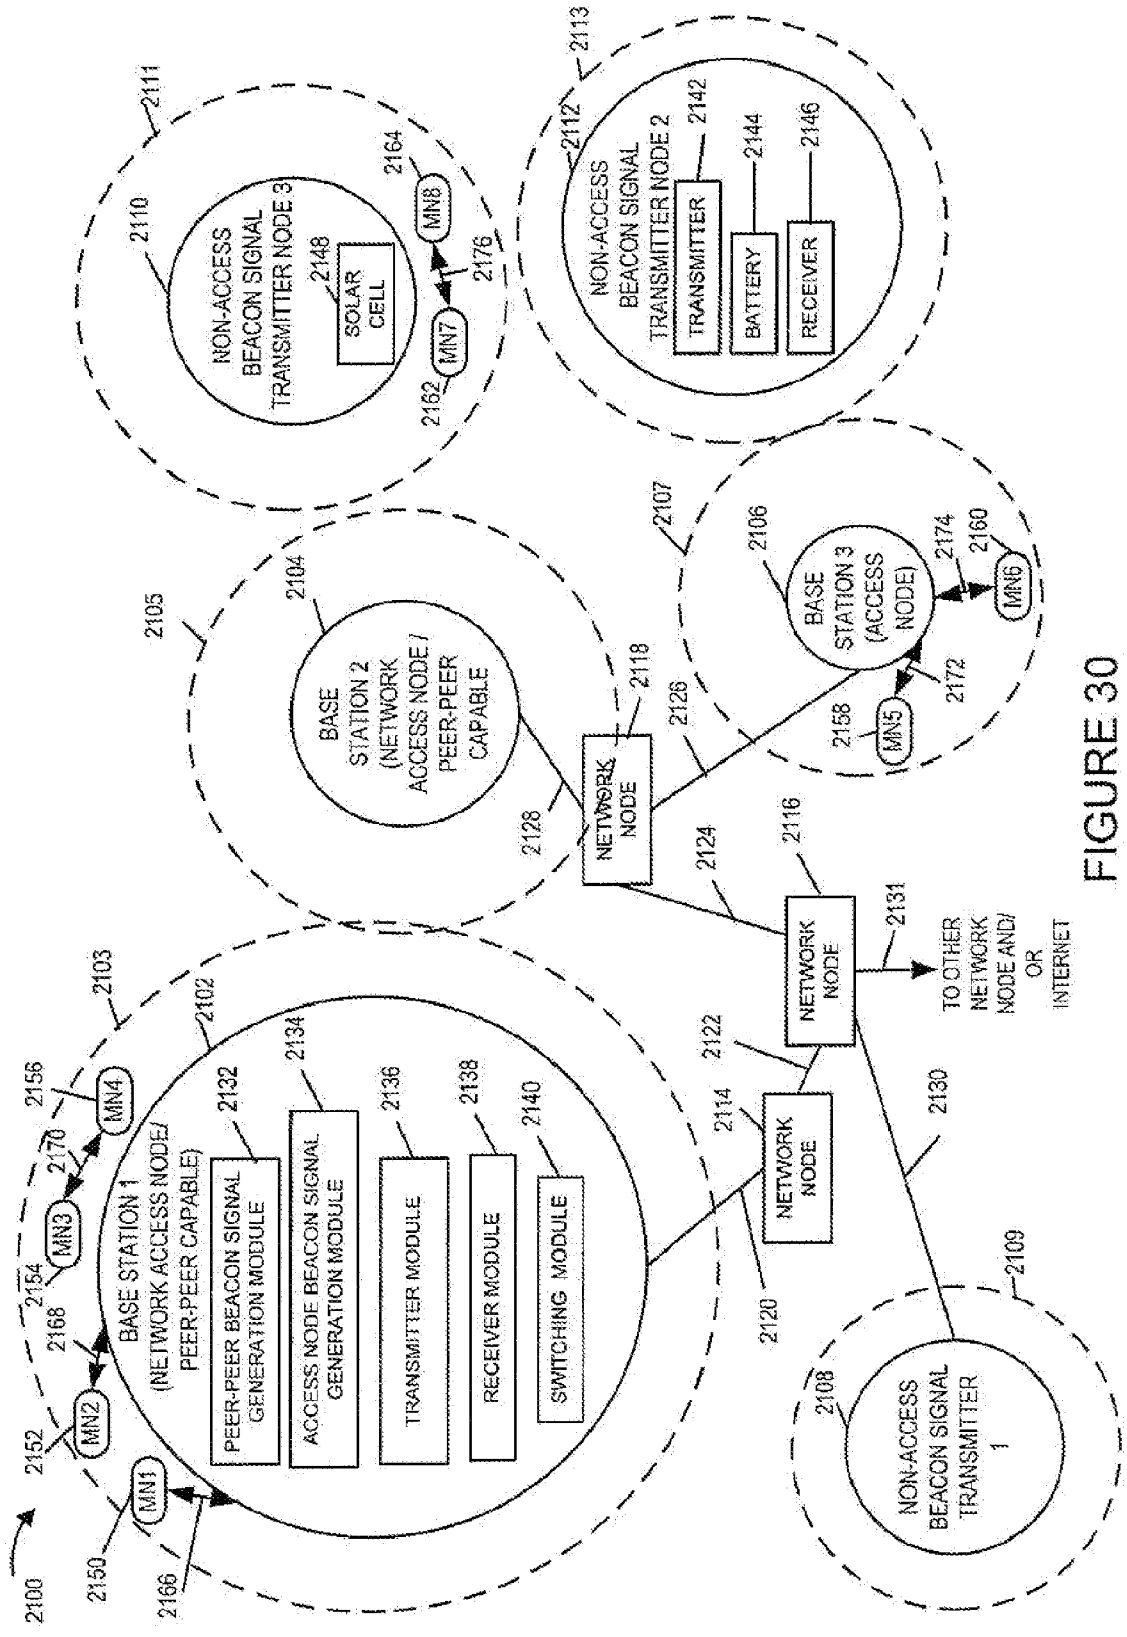 2100
2150
MN1
2166
2152
MN2
2168
2154
MN3
2170
2156
MN4
2103
2102
BASE STATION 1
(NETWORK ACCESS NODE/
PEER-PEER CAPABLE)
PEER-PEER BEACON SIGNAL
GENERATION MODULE
2132
ACCESS NODE BEACON SIGNAL
GENERATION MODULE
2134
TRANSMITTER MODULE
2136
RECEIVER MODULE
2138
SWITCHING MODULE
2140
2105
2104
BASE
STATION 2
(NETWORK
ACCESS NODE/
PEER-PEER
CAPABLE
2111
2110
NON-ACCESS
BEACON SIGNAL
TRANSMITTER NODE 3
2148
SOLAR
CELL
2162
MN7
2176
MN8
2164
2113
2112
NON-ACCESS
BEACON SIGNAL
TRANSMITTER NODE 2
TRANSMITTER
2142
BATTERY
2144
RECEIVER
2146
2107
2106
BASE
STATION 3
(ACCESS
NODE)
2158
MN5
2172
2174
MN6
2160
2128
NETWORK
NODE
2118
2126
2124
NETWORK
NODE
2116
2122
2114
NETWORK
NODE
2120
2130
2131
TO OTHER
NETWORK
NODE AND/
OR
INTERNET
2109
2108
NON-ACCESS
BEACON SIGNAL
TRANSMITTER
1
FIGURE 30